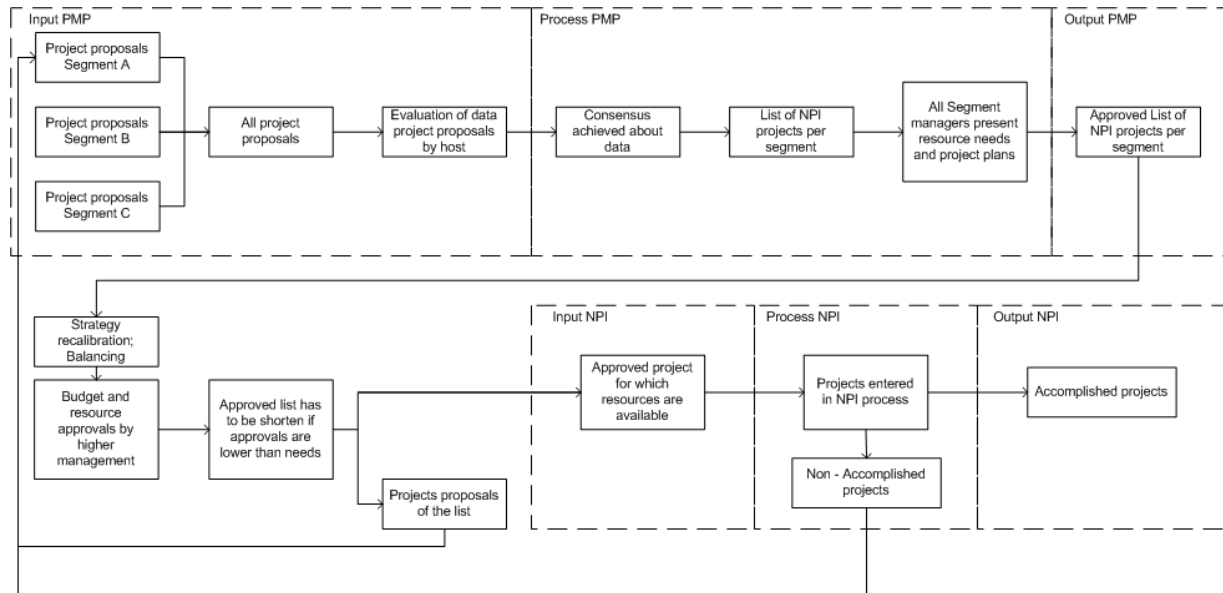 Input PMP
Process PMP
Output PMP
Project proposals
Segment A
Project proposals
Segment B
Project proposals
Segment C
All project
proposals
Evaluation of data
project proposals
by host
Consensus
achieved about
data
List of NPI
projects per
segment
All Segment
managers present
resource needs
and project plans
Approved List of
NPI projects per
segment
Strategy
recalibration;
Balancing
Budget and
resource
approvals by
higher
management
Approved list has
to be shorten if
approvals are
lower than needs
Projects proposals
of the list
Input NPI
Process NPI
Output NPI
Approved project
for which
resources are
available
Projects entered
in NPI process
Accomplished projects
Non - Accomplished
projects